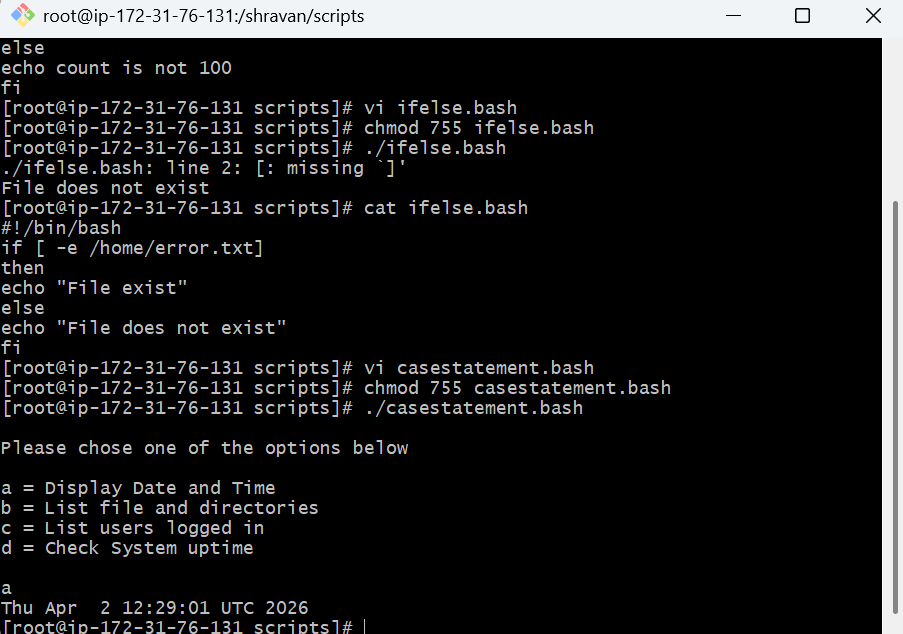 root@ip-172-31-76-131:/shravan/scripts
else
echo count is not 100
fi
[root@ip-172-31-76-131 scripts]# vi ifelse.bash
[root@ip-172-31-76-131 scripts]# chmod 755 ifelse.bash
[root@ip-172-31-76-131 scripts]# ./ifelse.bash
./ifelse.bash: line 2: [: missing `]'
File does not exist
[root@ip-172-31-76-131 scripts]# cat ifelse.bash
#!/bin/bash
if [ -e /home/error.txt]
then
echo "File exist"
else
echo "File does not exist"
fi
[root@ip-172-31-76-131 scripts]# vi casestatement.bash
[root@ip-172-31-76-131 scripts]# chmod 755 casestatement.bash
[root@ip-172-31-76-131 scripts]# ./casestatement.bash
Please chose one of the options below
a = Display Date and Time
b = List file and directories
c = List users logged in
d = Check System uptime
a
Thu Apr  2 12:29:01 UTC 2026
[root@ip-172-31-76-131 scripts]#